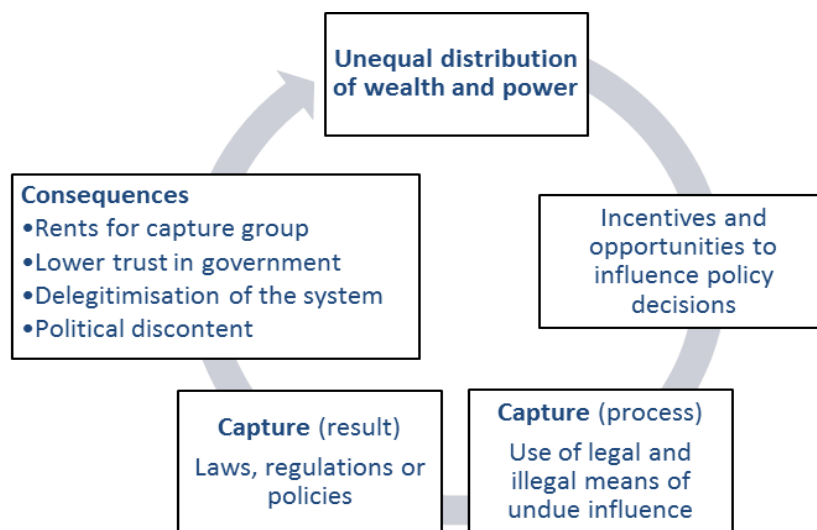 Unequal distribution
of wealth and power
Incentives and
opportunities to
influence policy
decisions
Capture (process)
Use of legal and
illegal means of
undue influence
Capture (result)
Laws, regulations or
policies
Consequences
•Rents for capture group
•Lower trust in government
•Delegitimisation of the system
•Political discontent